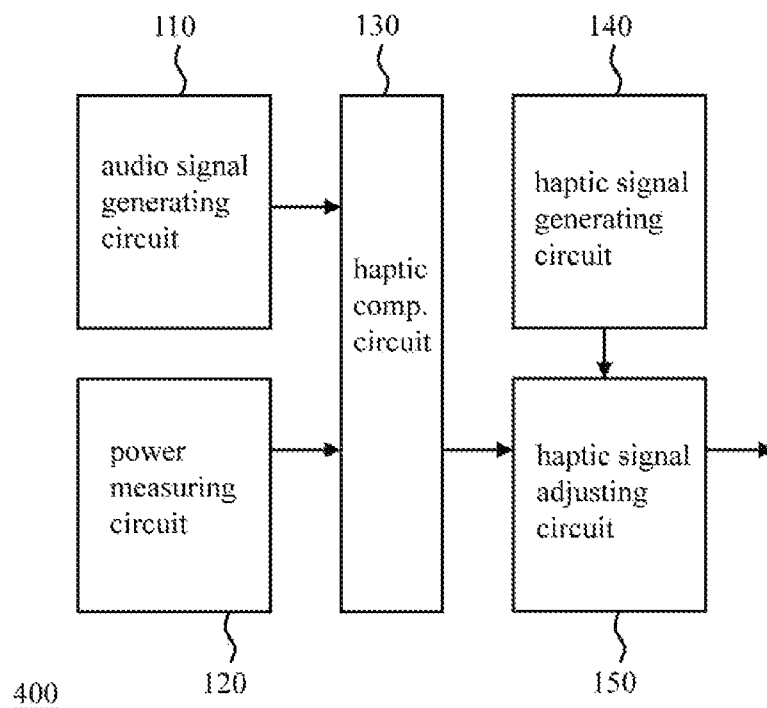 110
130
140
audio signal
generating
circuit
haptic
comp.
circuit
haptic signal
generating
circuit
power
measuring
circuit
haptic signal
adjusting
circuit
120
150
400